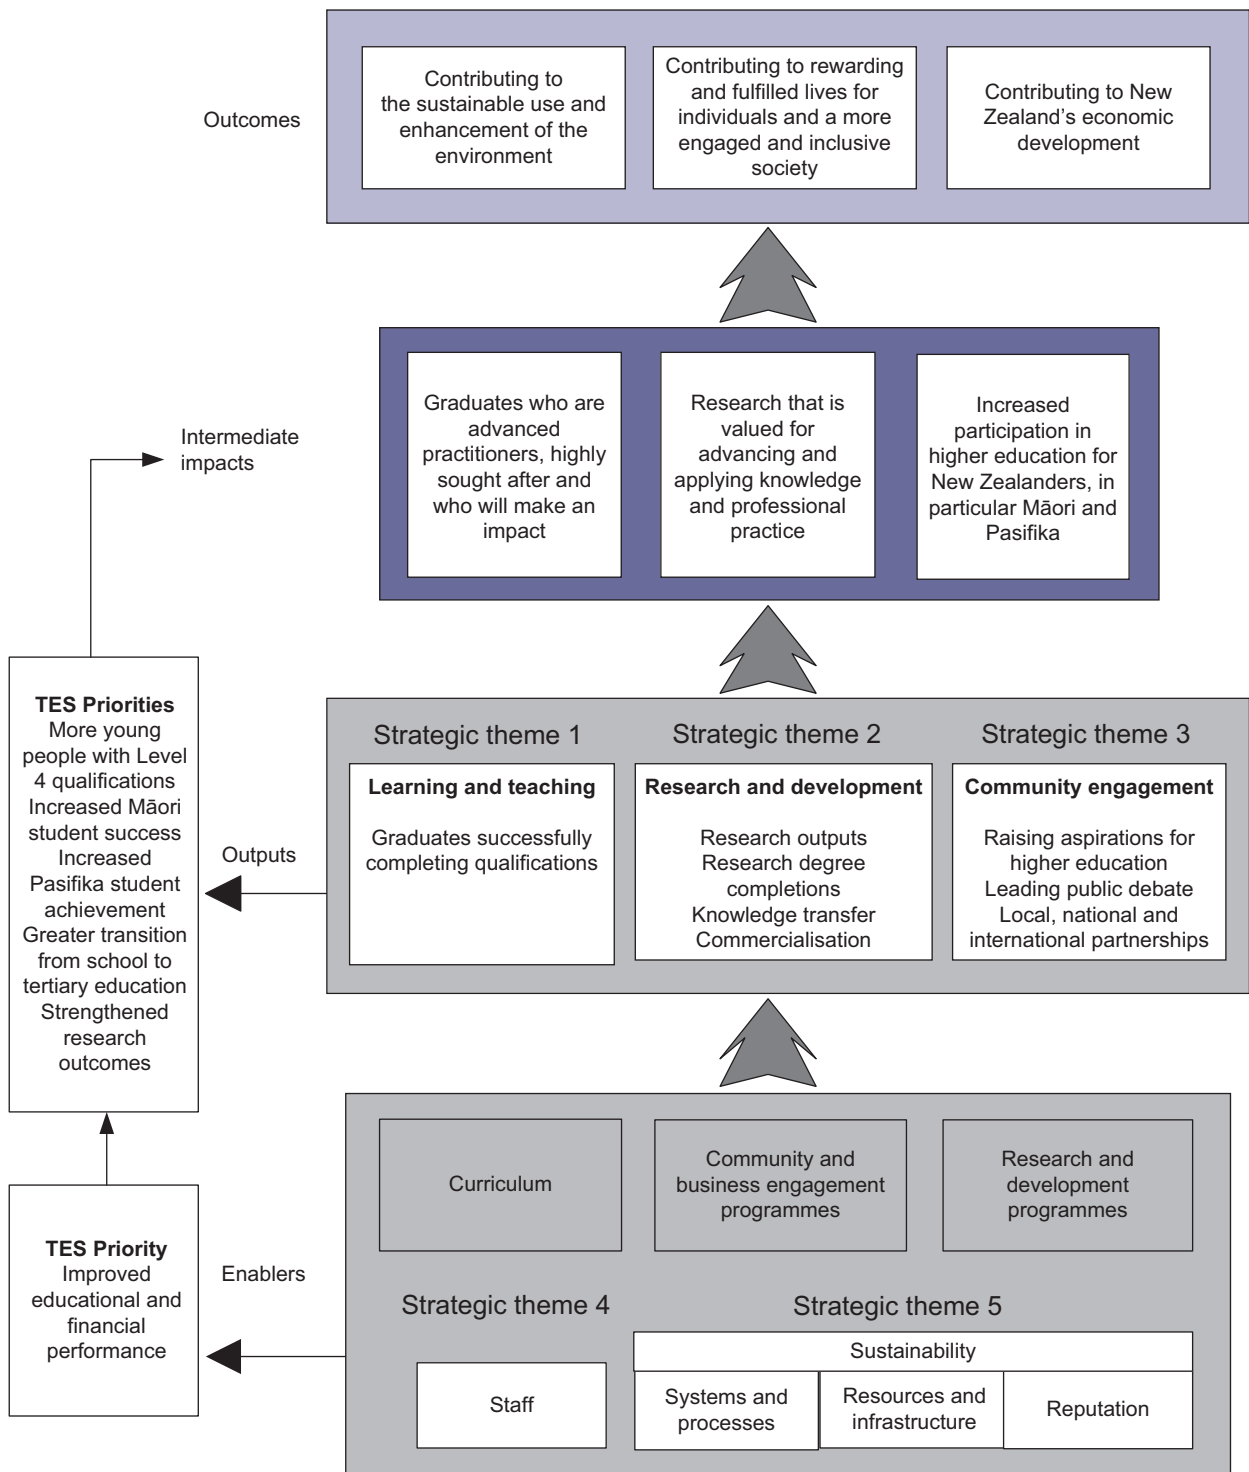 Outcomes
Contributing to
the sustainable use and
enhancement of the
environment
Contributing to rewarding
and fulfilled lives for
individuals and a more
engaged and inclusive
society
Contributing to New
Zealand’s economic
development
Intermediate
impacts
Graduates who are
advanced
practitioners, highly
sought after and
who will make an
impact
Research that is
valued for
advancing and
applying knowledge
and professional
practice
Increased
participation in
higher education for
New Zealanders, in
particular Māori and
Pasifika
TES Priorities
More young
people with Level
4 qualifications
Increased Māori
student success
Increased
Pasifika student
achievement
Greater transition
from school to
tertiary education
Strengthened
research
outcomes
Outputs
Strategic theme 1
Learning and teaching
Graduates successfully
completing qualifications
Strategic theme 2
Research and development
Research outputs
Research degree
completions
Knowledge transfer
Commercialisation
Strategic theme 3
Community engagement
Raising aspirations for
higher education
Leading public debate
Local, national and
international partnerships
TES Priority
Improved
educational and
financial
performance
Enablers
Curriculum
Community and
business engagement
programmes
Research and
development
programmes
Strategic theme 4
Staff
Strategic theme 5
Sustainability
Systems and
processes
Resources and
infrastructure
Reputation